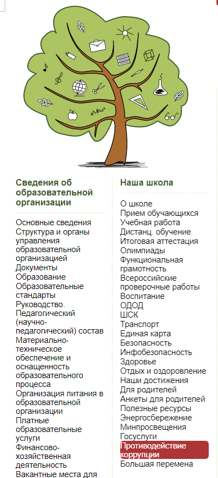 Сведения об
образовательной
организации
Основные сведения
Структура и органы
управления
образовательной
организацией
Документы
Образование
Образовательные
стандарты
Руководство.
Педагогический
(научно-
педагогический) состав
Материально-
техническое
обеспечение и
оснащенность
образовательного
процесса
Организация питания в
образовательной
организации
Платные
образовательные
услуги
Финансово-
хозяйственная
деятельность
Вакантные места для
Наша школа
О школе
Прием обучающихся
Учебная работа
Дистанц. обучение
Итоговая аттестация
Олимпиады
Функциональная
грамотность
Всероссийские
проверочные работы
Воспитание
ОДОД
ШСК
Транспорт
Единая карта
Безопасность
Инфобезопасность
Здоровье
Отдых и оздоровление
Наши достижения
Для родителей
Анкеты для родителей
Полезные ресурсы
Энергосбережение
Минпросвещения
Госуслуги
Противодействие
коррупции
Большая перемена